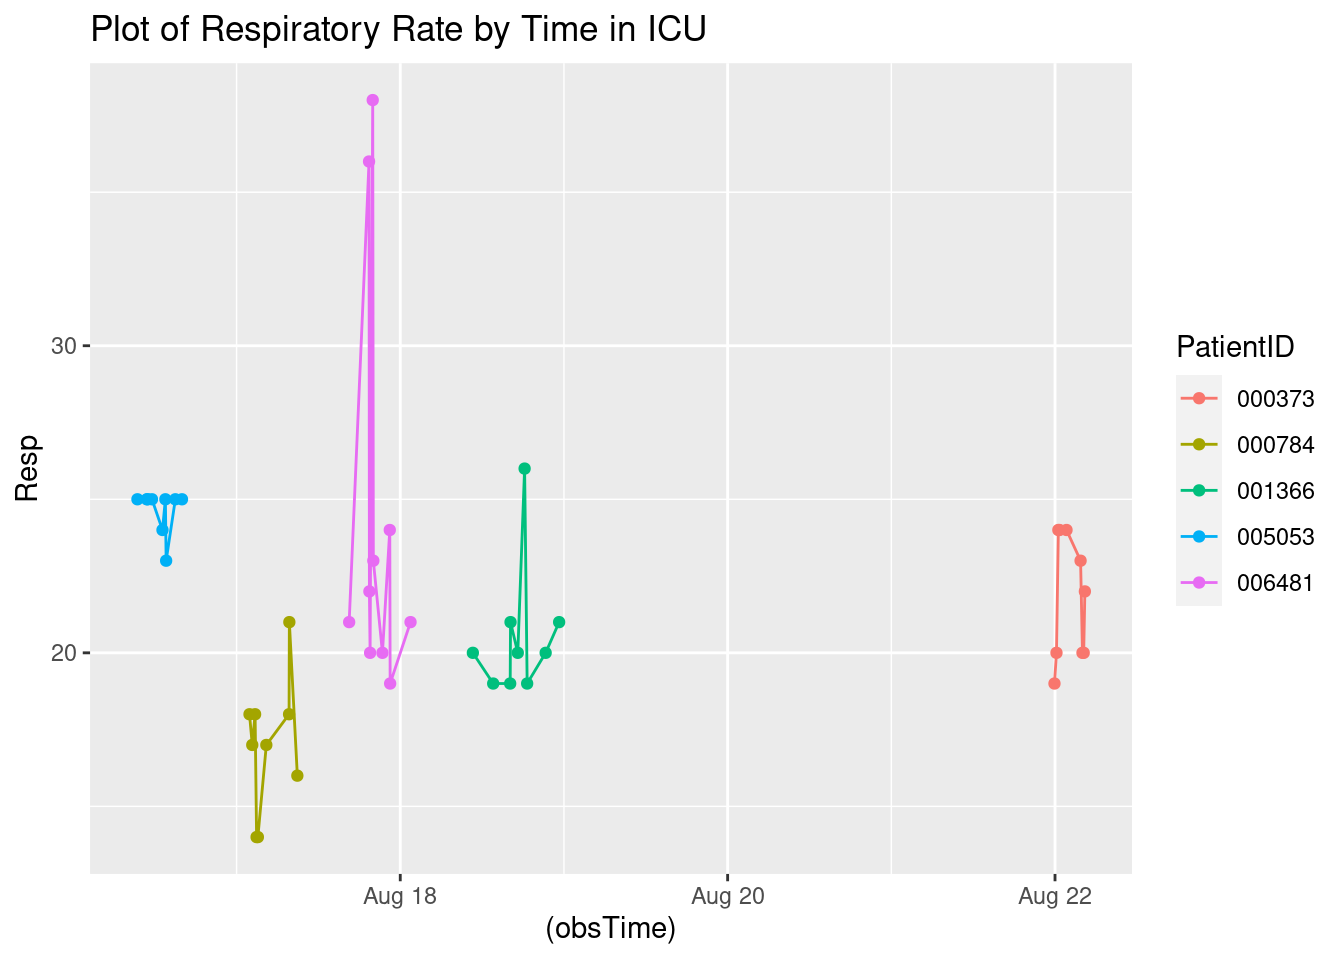 Plot of Respiratory Rate by Time in ICU
Resp
30
20
Aug 18
Aug 20
Aug 22
(obsTime)
PatientID
000373
000784
001366
005053
006481